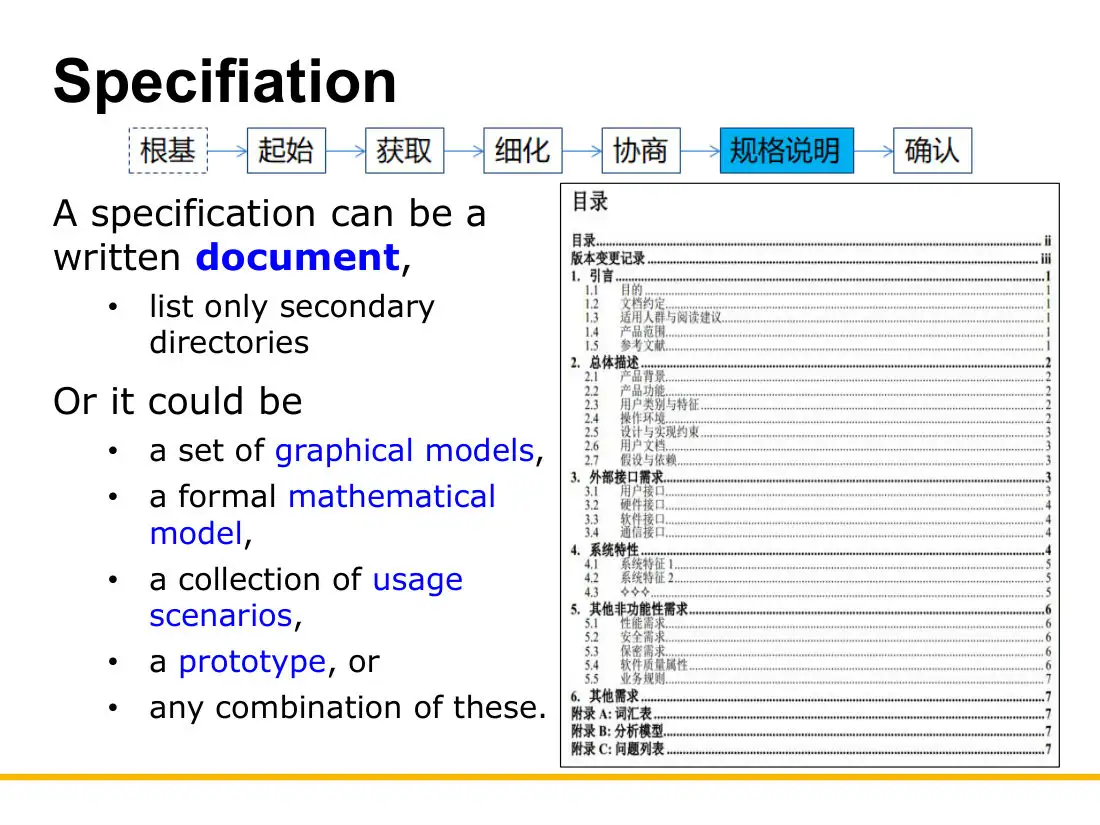 Specifiation
根基 起始 获取 细化 协商 规格说明 确认
A specification can be a
written document,
• list only secondary
directories
Or it could be
• a set of graphical models,
• a formal mathematical
model,
• a collection of usage
scenarios,
• a prototype, or
• any combination of these.
目录
目录 ii
版本变更记录 iii
1. 引言 1
1.1 目的 1
1.2 文档约定 1
1.3 适用人群与阅读建议 1
1.4 产品范围 1
1.5 参考文献 1
2. 总体描述 2
2.1 产品背景 2
2.2 产品功能 2
2.3 用户类别与特征 2
2.4 操作环境 2
2.5 设计与实现约束 3
2.6 用户文档 3
2.7 假设与依赖 3
3. 外部接口需求 3
3.1 用户接口 3
3.2 硬件接口 4
3.3 软件接口 4
3.4 通信接口 4
4. 系统特性 4
4.1 系统特征 1 5
4.2 系统特征 2 5
4.3 ✧✧✧ 5
5. 其他非功能性需求 6
5.1 性能需求 6
5.2 安全需求 6
5.3 保密需求 6
5.4 软件质量属性 6
5.5 业务规则 7
6. 其他需求 7
附录 A: 词汇表 7
附录 B: 分析模型 7
附录 C: 问题列表 7